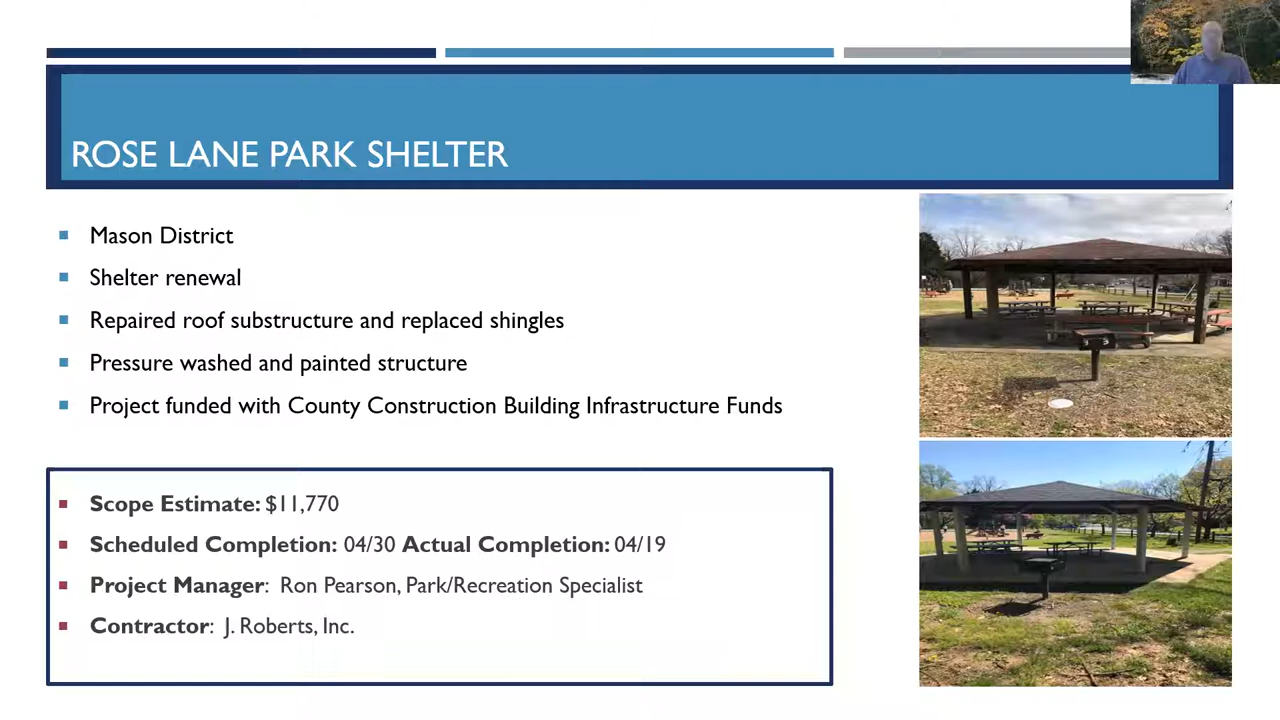 ROSE LANE PARK SHELTER
Mason District
Shelter renewal
Repaired roof substructure and replaced shingles
Pressure washed and painted structure
Project funded with County Construction Building Infrastructure Funds
Scope Estimate: $11,770
Scheduled Completion: 04/30 Actual Completion: 04/19
Project Manager: Ron Pearson, Park/Recreation Specialist
Contractor: J. Roberts, Inc.